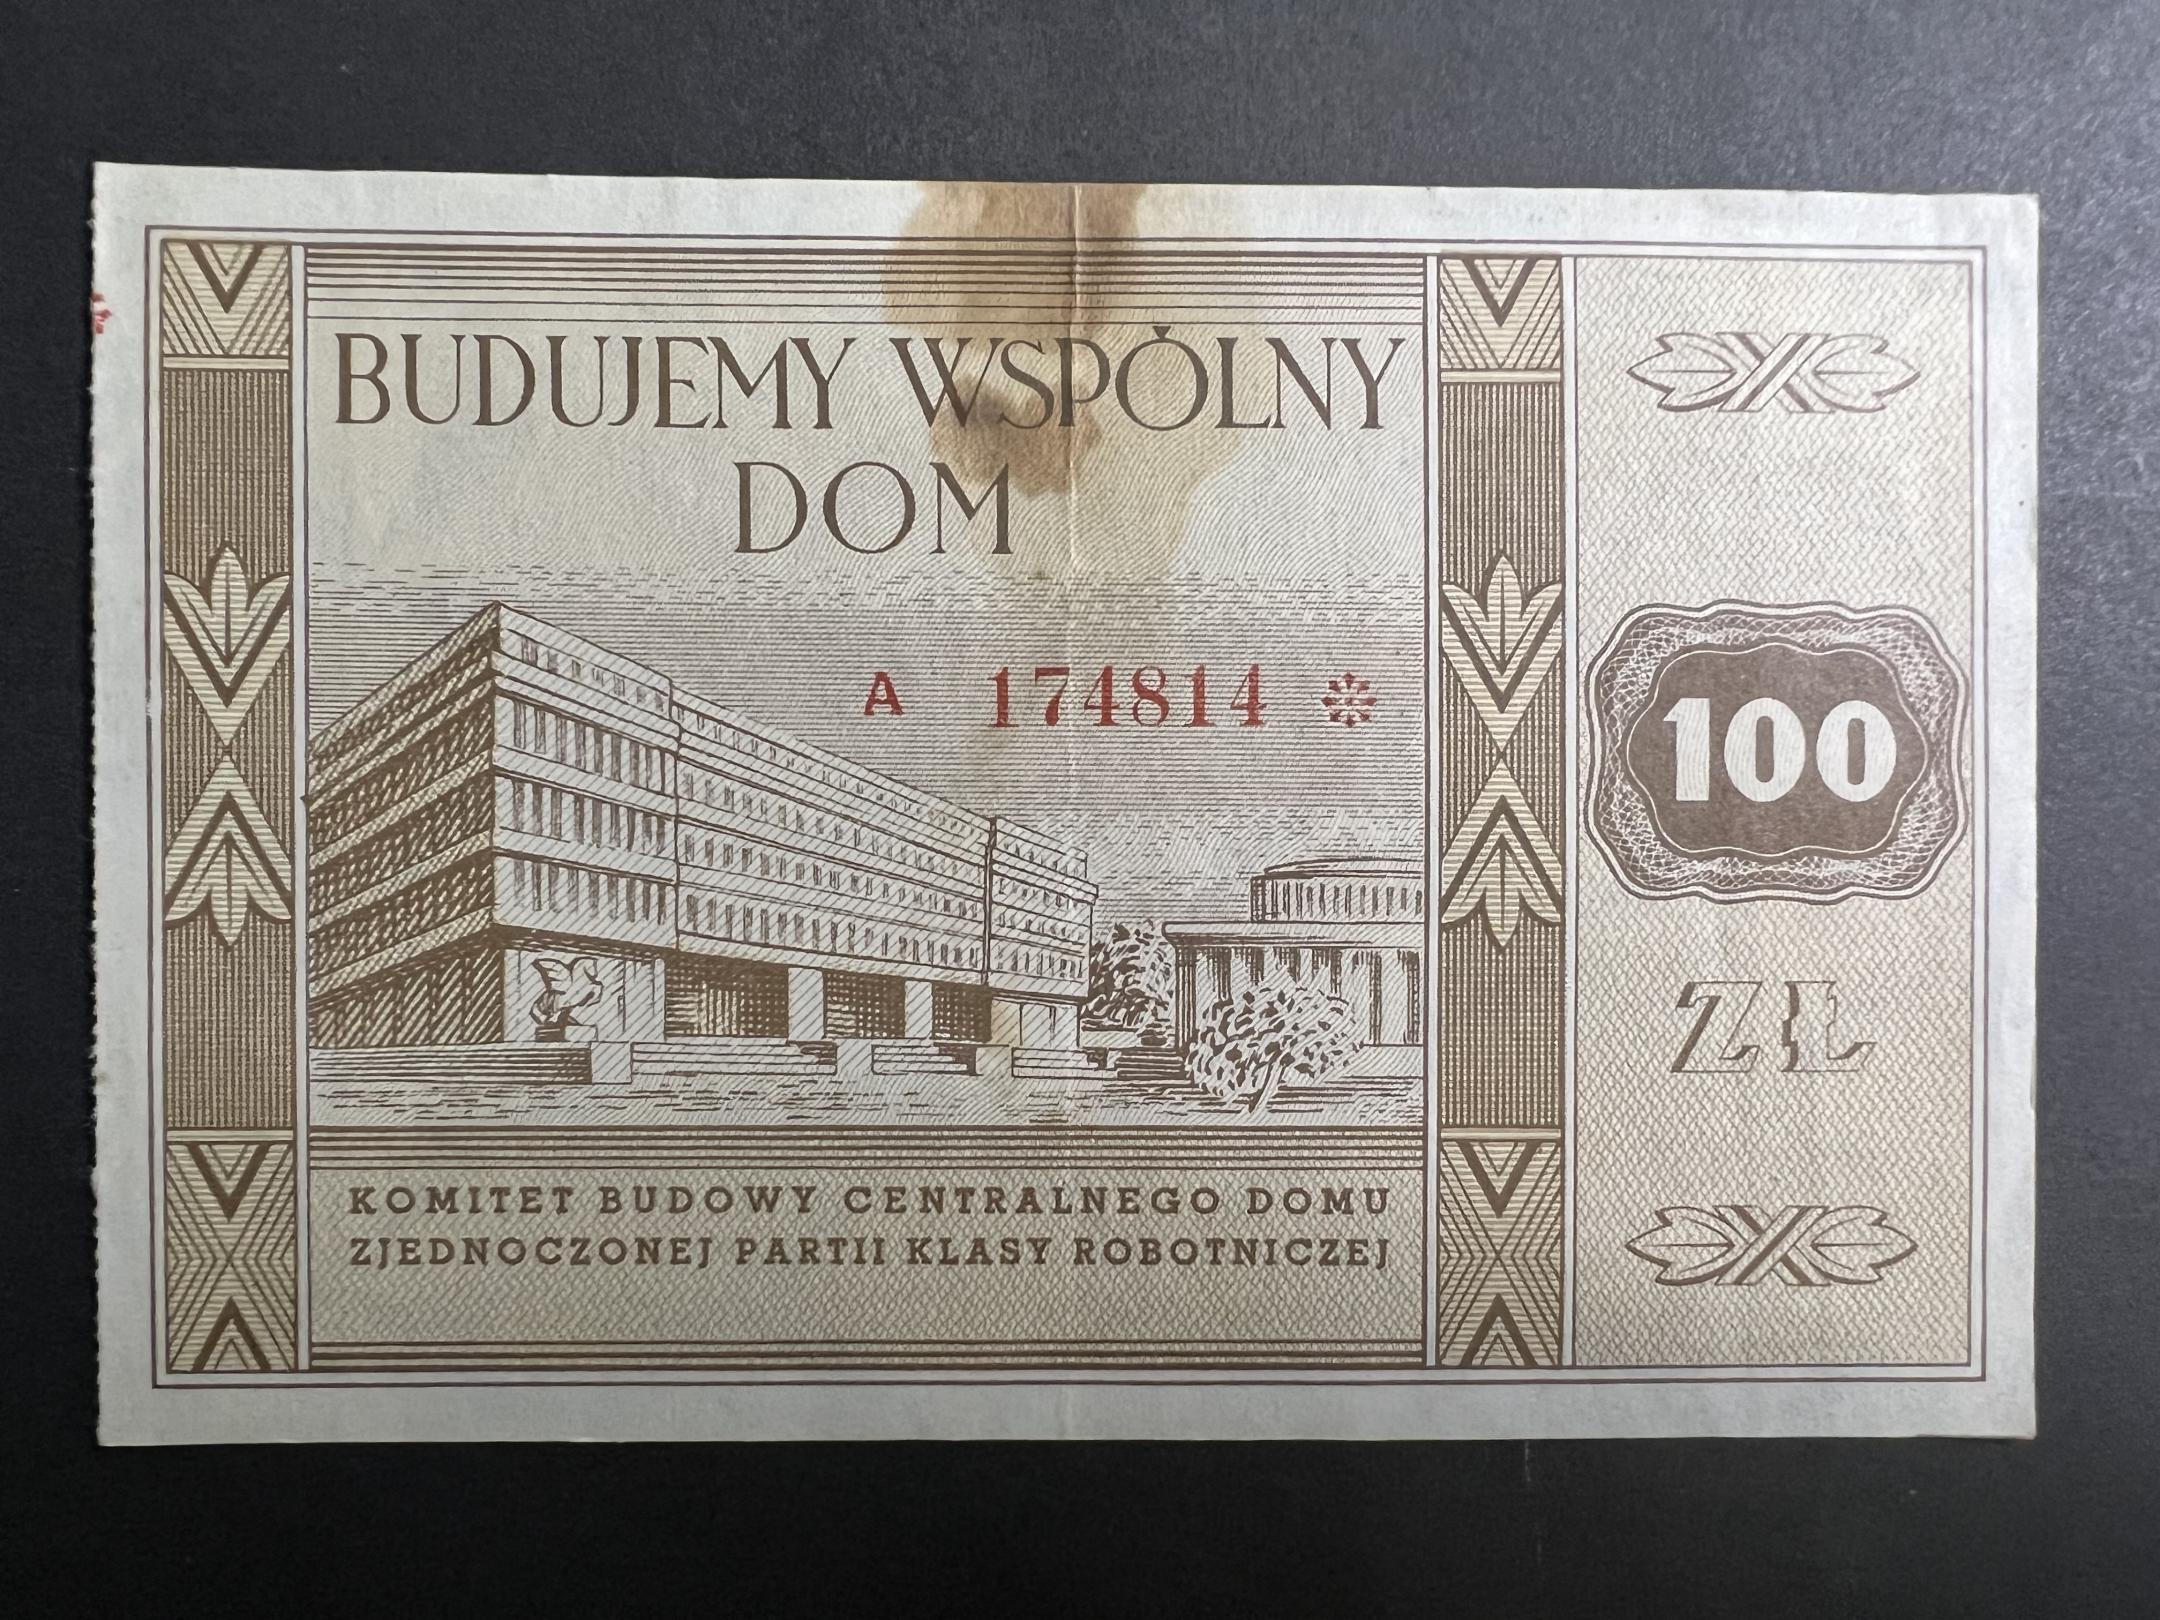 BUDUJEMY WSPÓLNY
DOM
A 174814 *
100
ZŁ
KOMITET BUDOWY CENTRALNEGO DOMU
ZJEDNOCZONEJ PARTII KLASY ROBOTNICZEJ